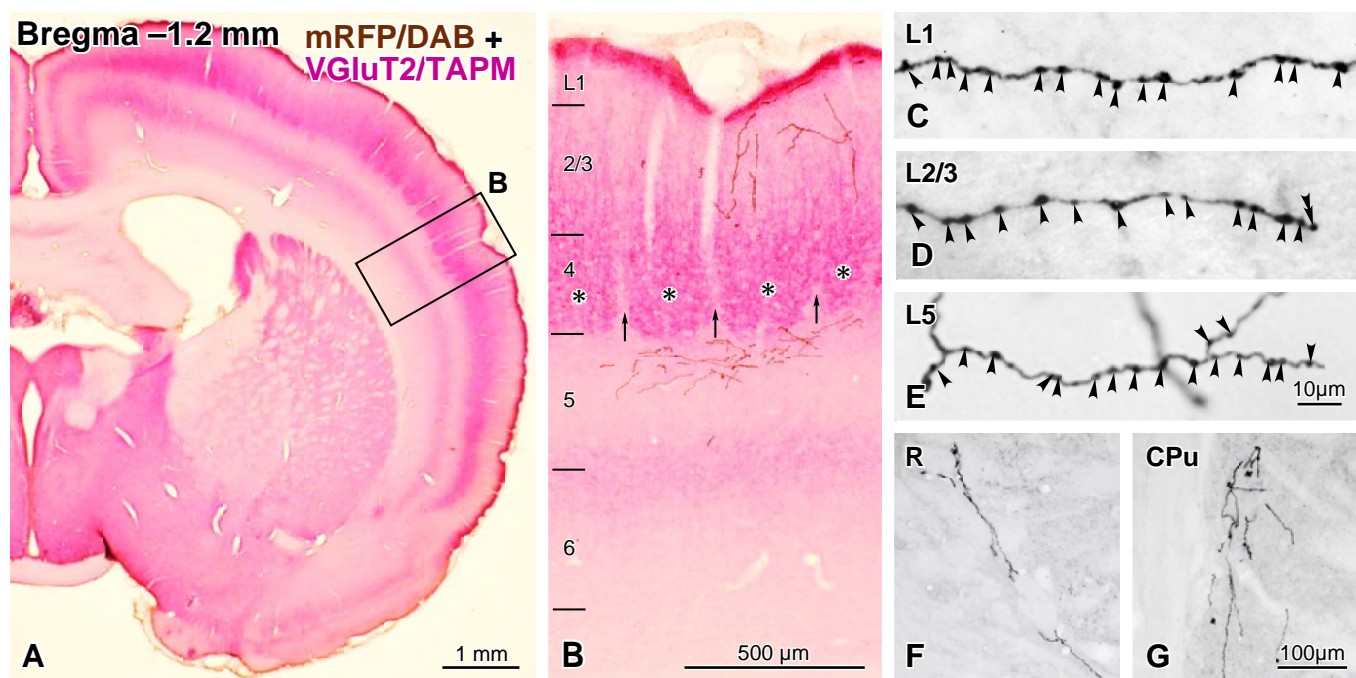 Bregma –1.2 mm
mRFP/DAB +
VGluT2/TAPM
B
A
1 mm
L1
2/3
4
* * * *
5
6
B
500 µm
L1
C
L2/3
D
L5
E
10µm
R
F
CPu
G
100µm